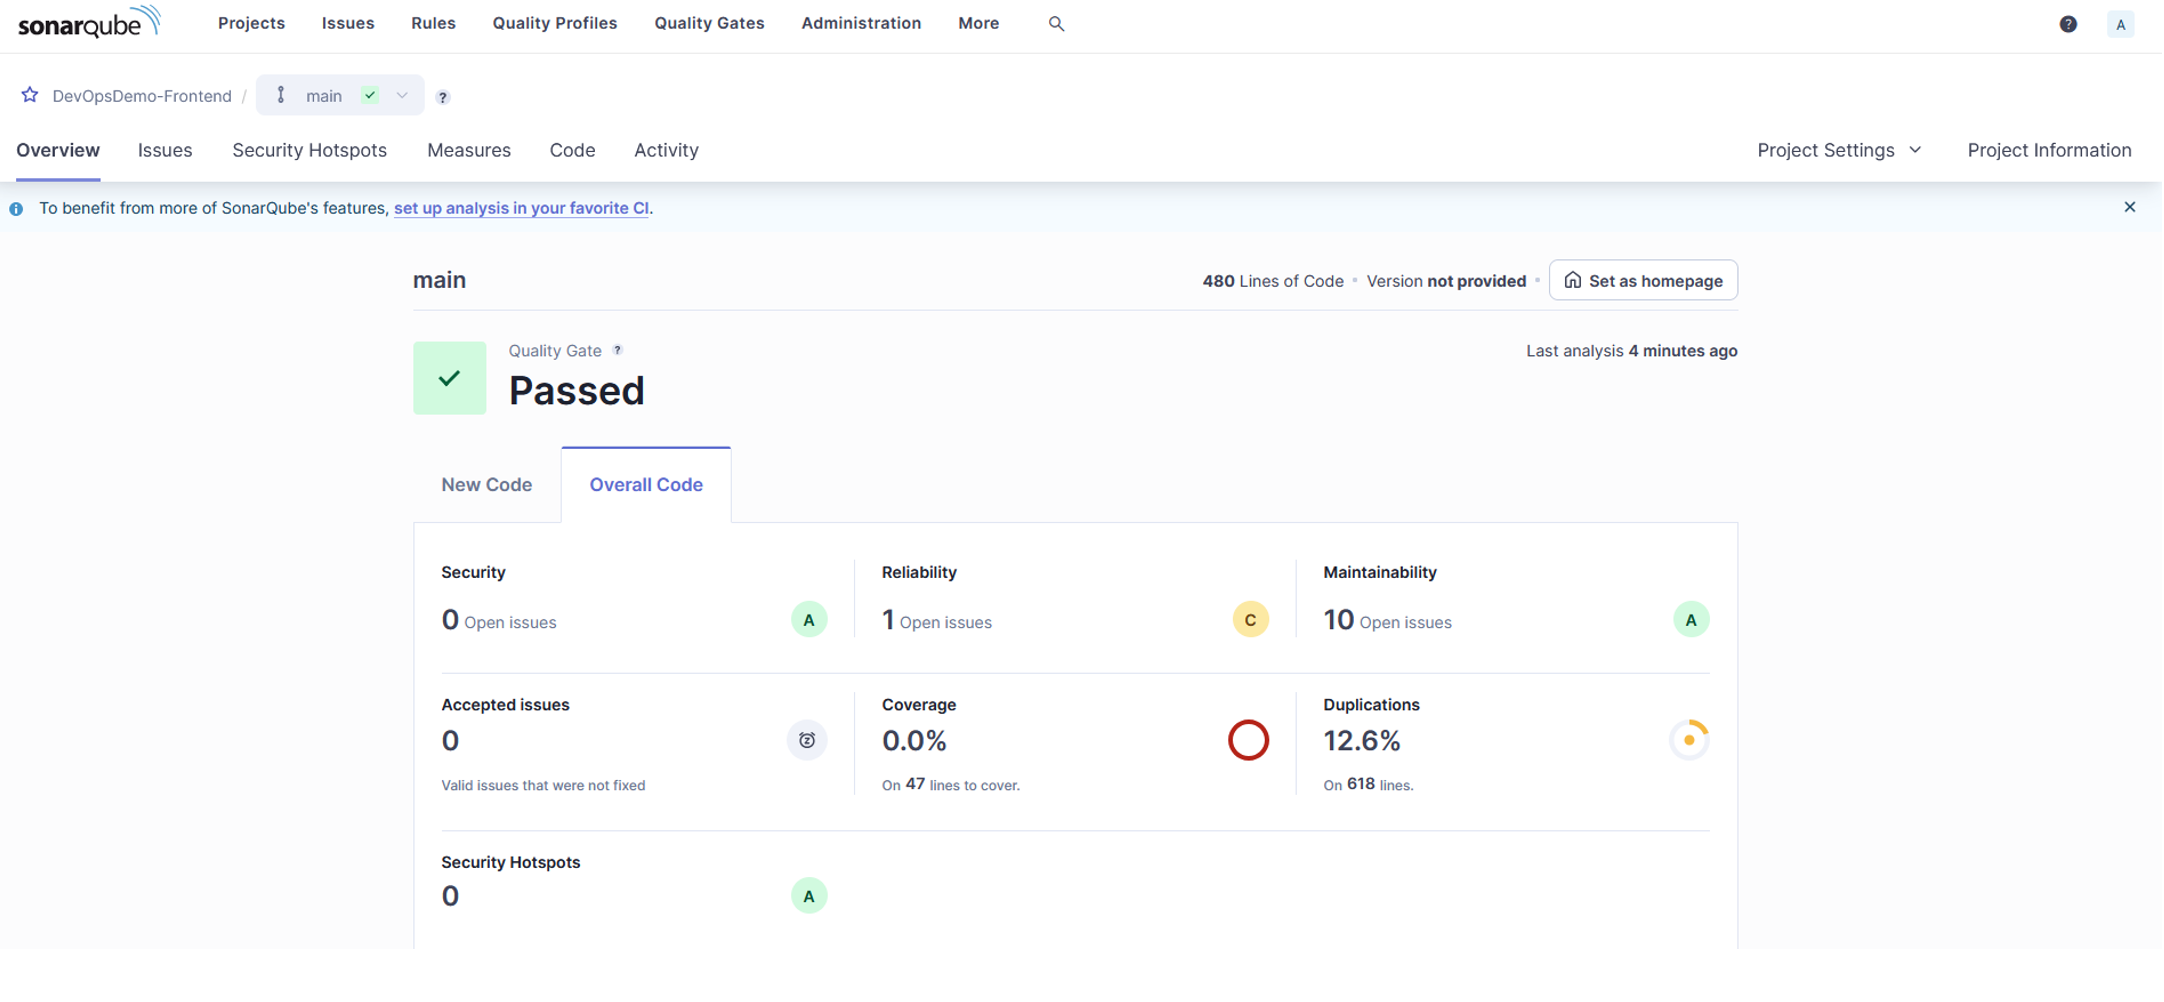 sonarqube Projects Issues Rules Quality Profiles Quality Gates Administration More ? A
DevOpsDemo-Frontend / main ?
Overview Issues Security Hotspots Measures Code Activity Project Settings Project Information
To benefit from more of SonarQube's features, set up analysis in your favorite CI.
main 480 Lines of Code • Version not provided • Set as homepage
Quality Gate ? Last analysis 4 minutes ago
Passed
New Code Overall Code
Security Reliability Maintainability
0 Open issues A 1 Open issues C 10 Open issues A
Accepted issues Coverage Duplications
0 0.0% 12.6%
Valid issues that were not fixed On 47 lines to cover. On 618 lines.
Security Hotspots
0 A